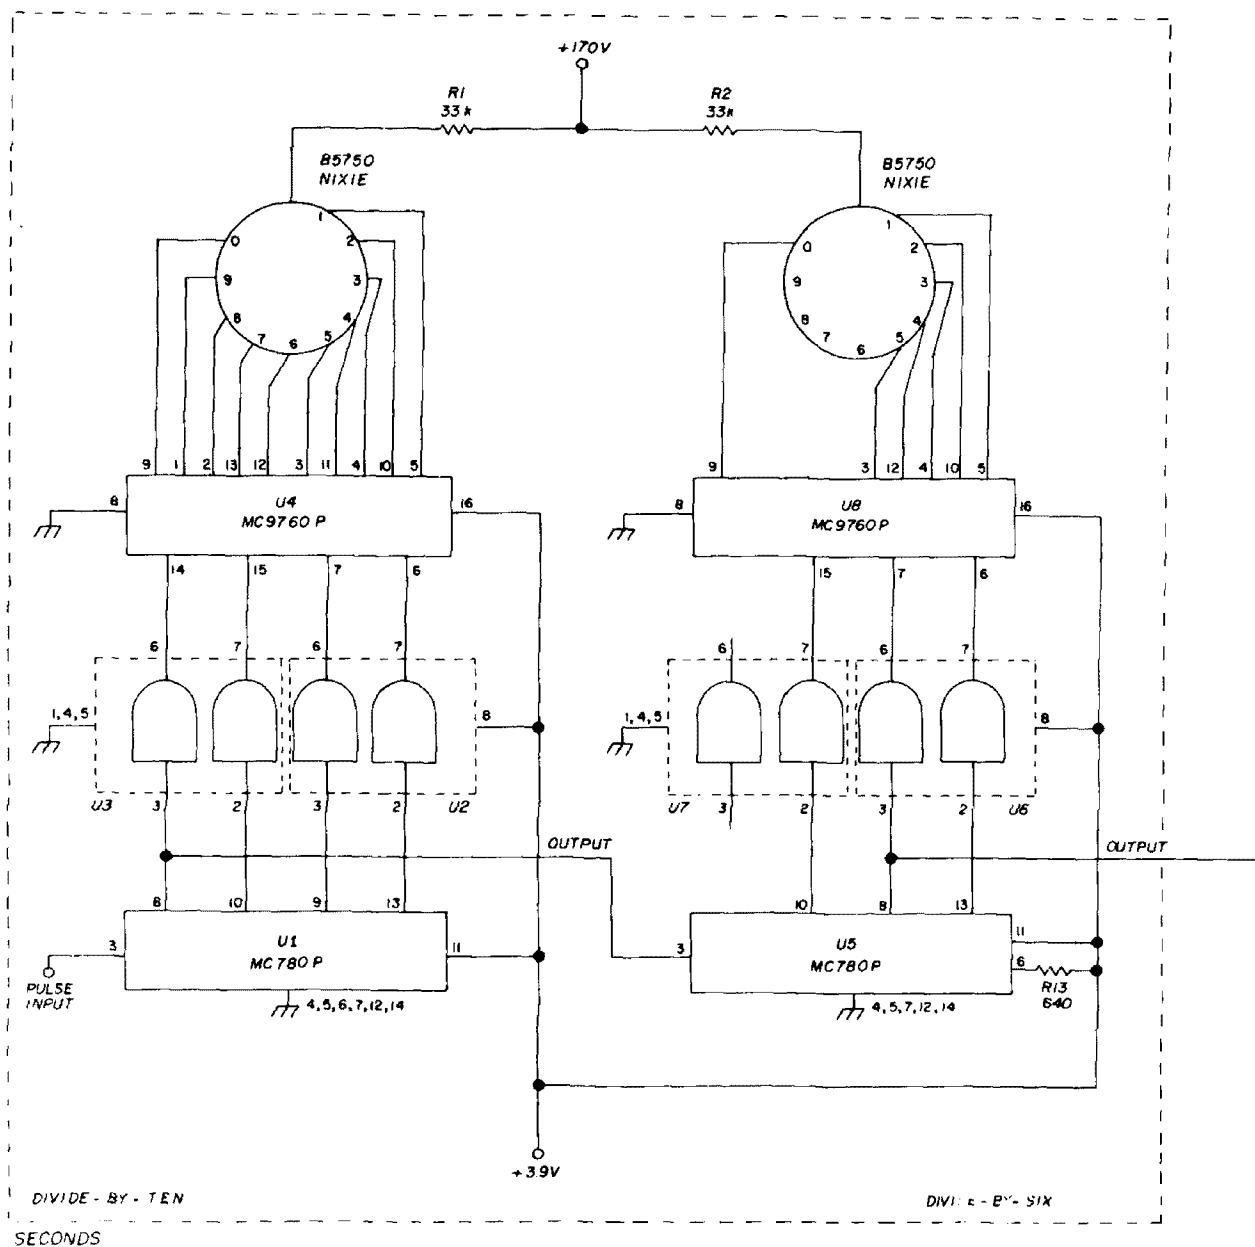 +170V
R1
33k
R2
33k
B5750
NIXIE
B5750
NIXIE
0 1 2 3 4 5 6 7 8 9
0 1 2 3 4 5 6 7 8 9
9 1 2 13 12 3 11 4 10 5
9 3 12 4 10 5
8
U4
MC9760P
16
8
U8
MC9760P
16
14 15 7 6
15 7 6
6 7 6 7
6 7 6 7
1, 4, 5
8
1, 4, 5
8
U3 3 2 3 2 U2
U7 3 2 3 2 U6
OUTPUT
OUTPUT
8 10 9 13
10 8 13
3
U1
MC780P
11
3
U5
MC780P
11
6
R13
640
PULSE
INPUT
4,5,6,7,12,14
4,5,7,12,14
+3.9V
DIVIDE-BY-TEN
-BY-SIX
SECONDS